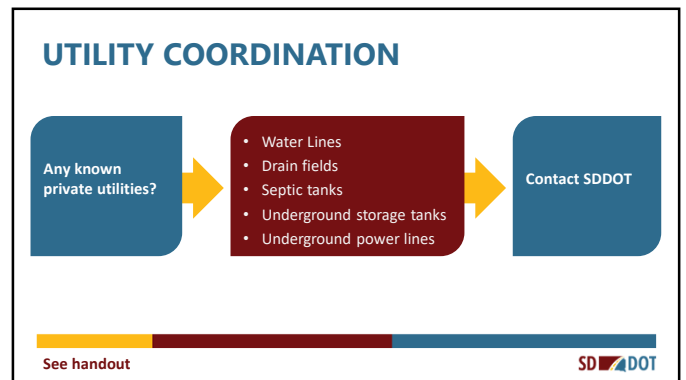 UTILITY COORDINATION
Any known
private utilities?
• Water Lines
• Drain fields
• Septic tanks
• Underground storage tanks
• Underground power lines
Contact SDDOT
See handout
SD DOT